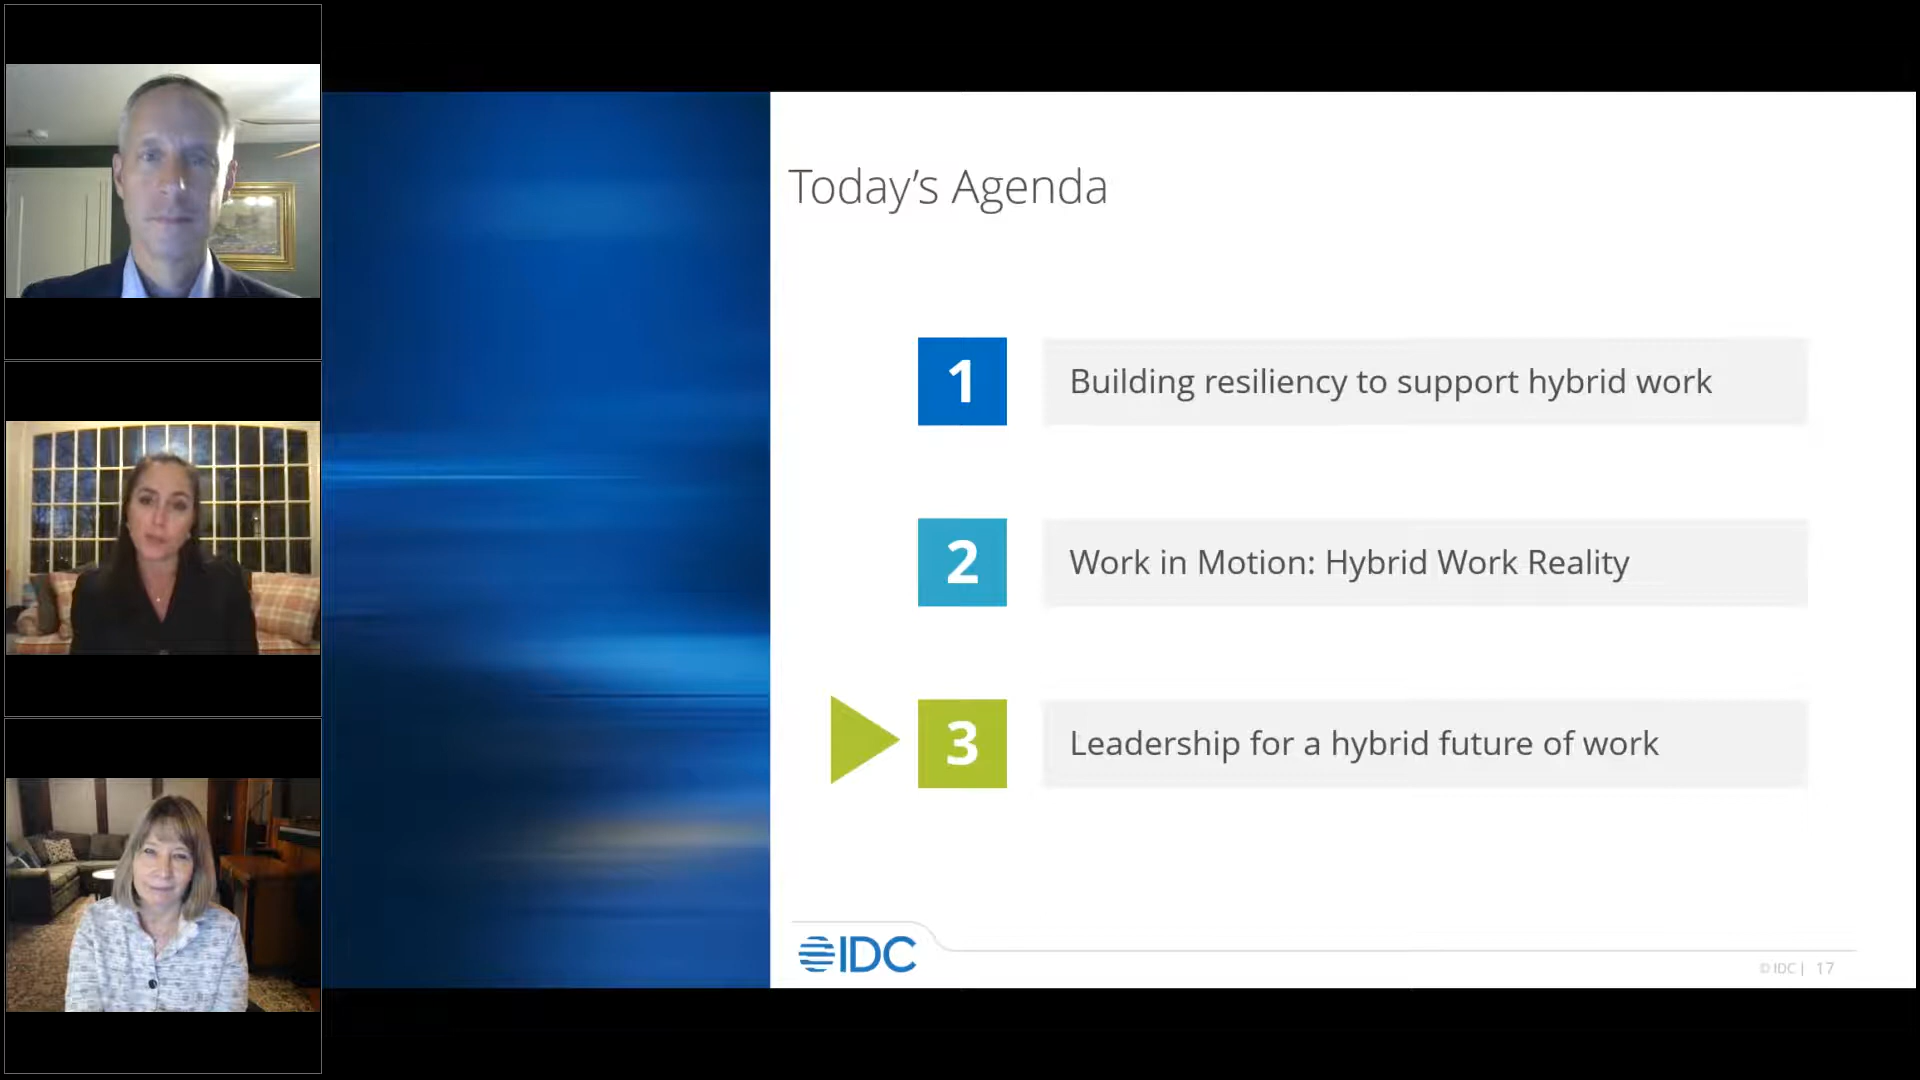 Today's Agenda
1
Building resiliency to support hybrid work
2
Work in Motion: Hybrid Work Reality
3
Leadership for a hybrid future of work
IDC
© IDC | 17